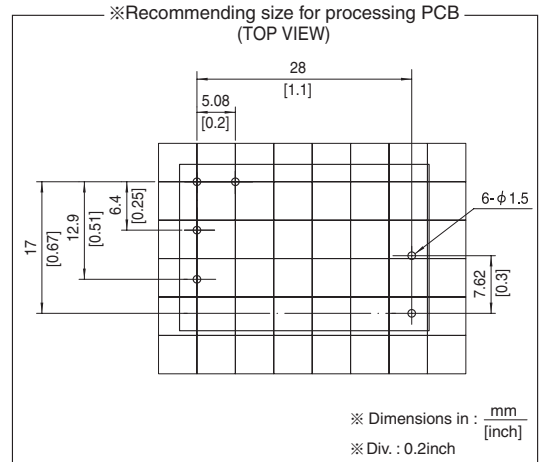 ※Recommending size for processing PCB
(TOP VIEW)
28
[1.1]
5.08
[0.2]
17
[0.67]
12.9
[0.51]
6.4
[0.25]
6-ϕ1.5
7.62
[0.3]
※ Dimensions in : mm
[inch]
※Div. : 0.2inch